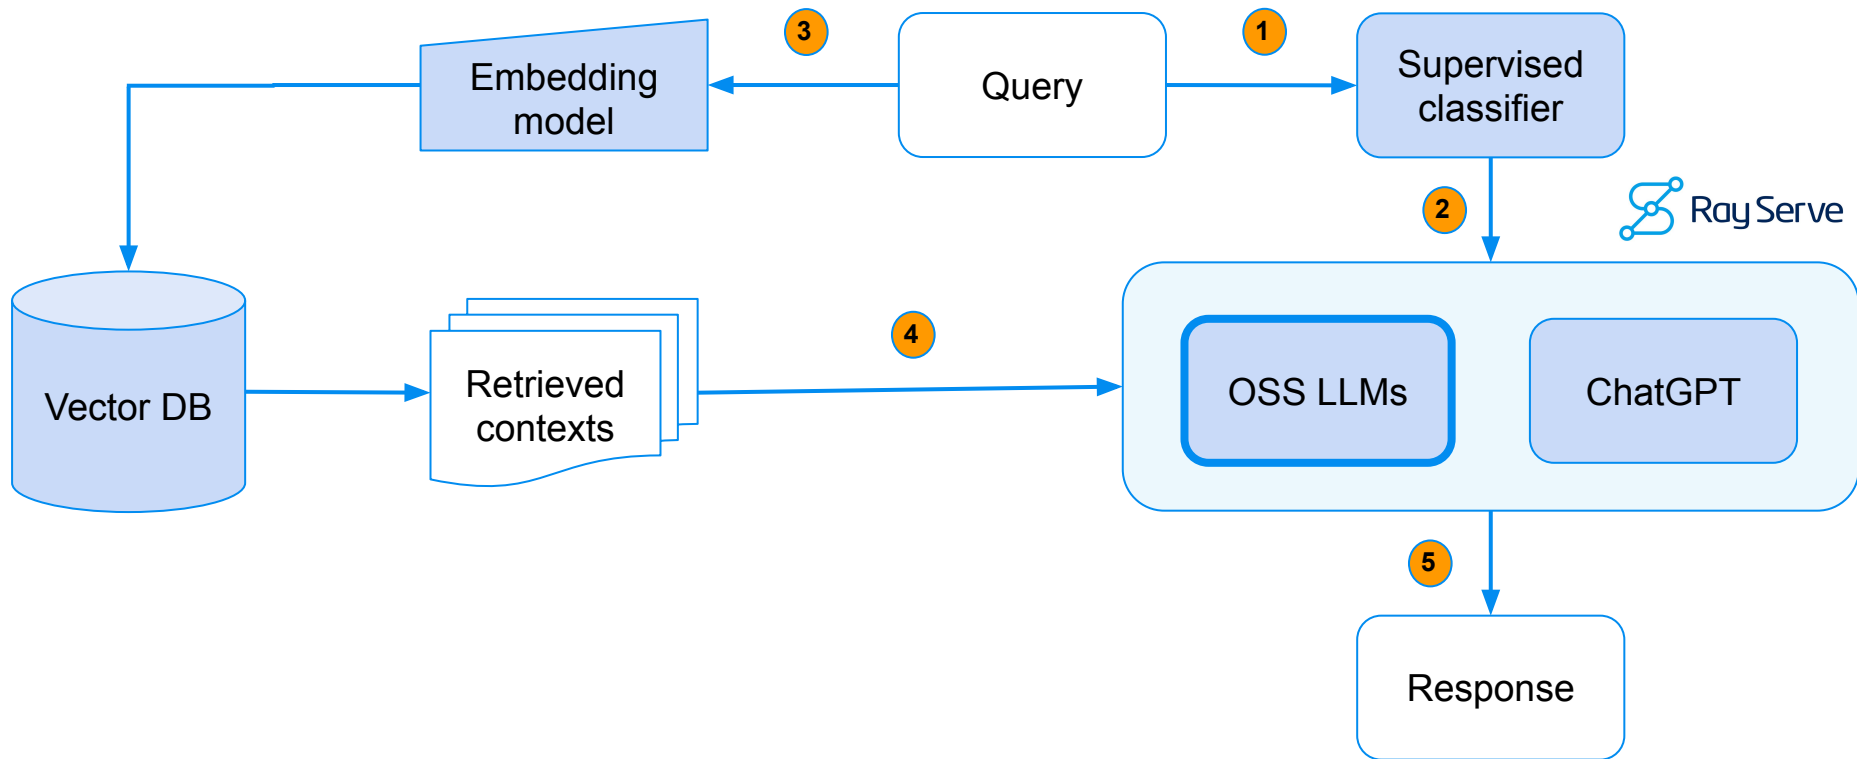 3
1
Embedding
model
Query
Supervised
classifier
2
Ray Serve
4
Retrieved
contexts
Vector DB
OSS LLMs
ChatGPT
5
Response